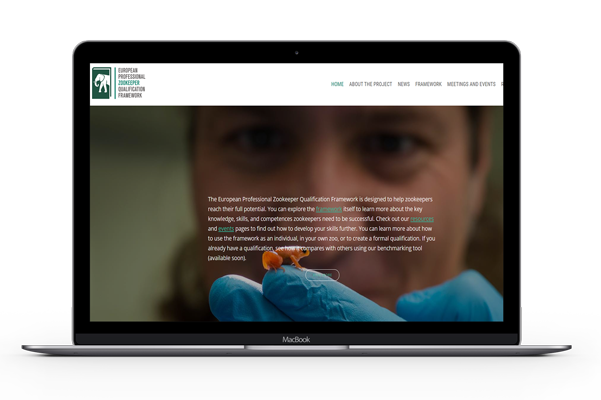 EUROPEAN
PROFESSIONAL
ZOOKEEPER
QUALIFICATION
FRAMEWORK
HOME ABOUT THE PROJECT NEWS FRAMEWORK MEETINGS AND EVENTS R
The European Professional Zookeeper Qualification Framework is designed to help zookeepers
reach their full potential. You can explore the framework itself to learn more about the key
knowledge, skills, and competences zookeepers need to be successful. Check out our resources
and events pages to find out how to develop your skills further. You can learn more about how
to use the framework as an individual, in your own zoo, or to create a formal qualification. If you
already have a qualification, see how it compares with others using our benchmarking tool
(available soon).
MacBook